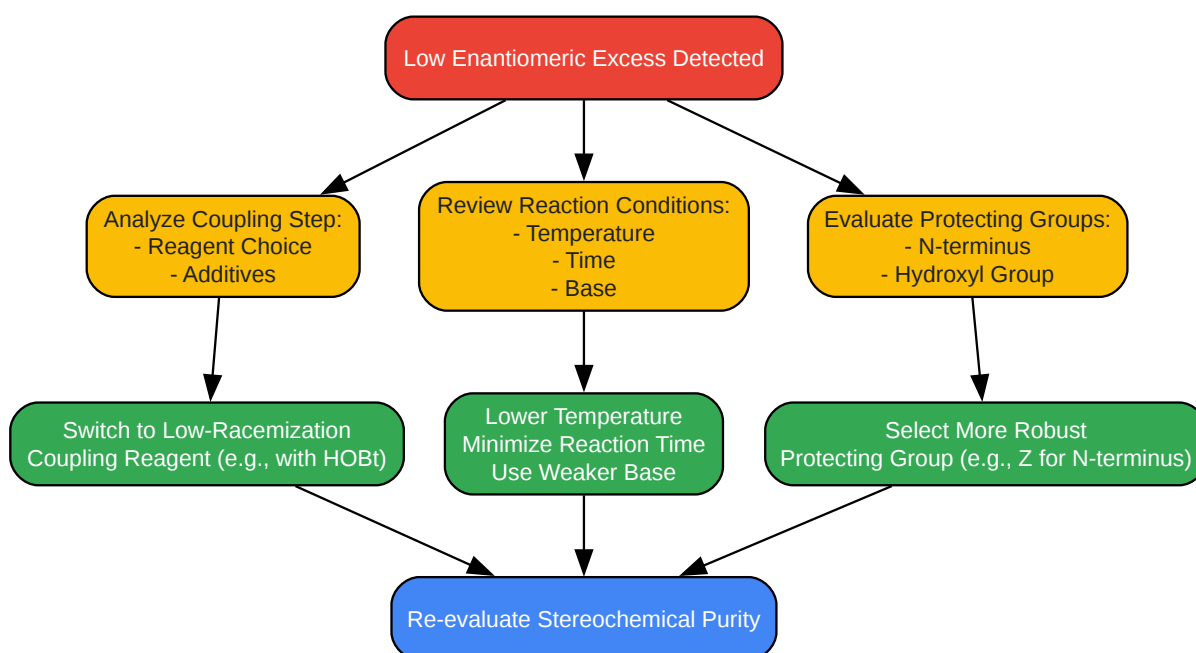 Low Enantiomeric Excess Detected
Analyze Coupling Step:
- Reagent Choice
- Additives
Review Reaction Conditions:
- Temperature
- Time
- Base
Evaluate Protecting Groups:
- N-terminus
- Hydroxyl Group
Switch to Low-Racemization
Coupling Reagent (e.g., with HOBt)
Lower Temperature
Minimize Reaction Time
Use Weaker Base
Select More Robust
Protecting Group (e.g., Z for N-terminus)
Re-evaluate Stereochemical Purity